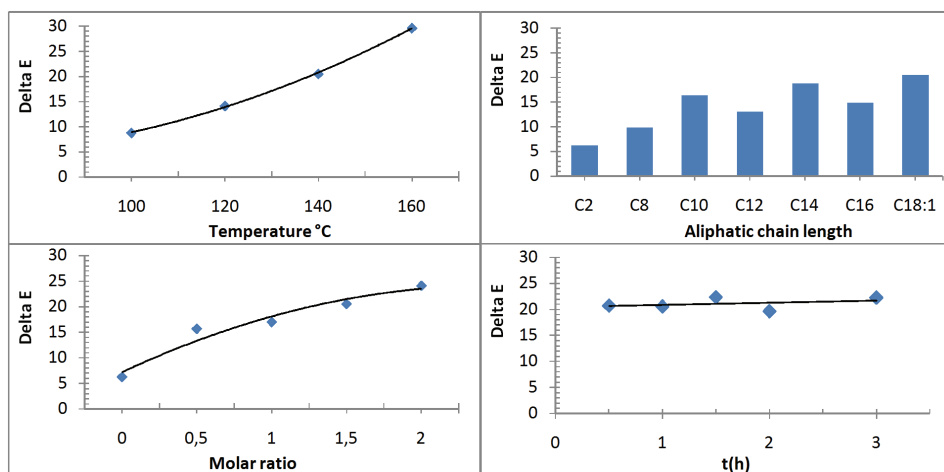 Delta E
30
25
20
15
10
5
0
100 120 140 160
Temperature °C
Delta E
30
25
20
15
10
5
0
C2 C8 C10 C12 C14 C16 C18:1
Aliphatic chain length
Delta E
30
25
20
15
10
5
0
0 0,5 1 1,5 2
Molar ratio
Delta E
30
25
20
15
10
5
0
0 1 2 3
t(h)